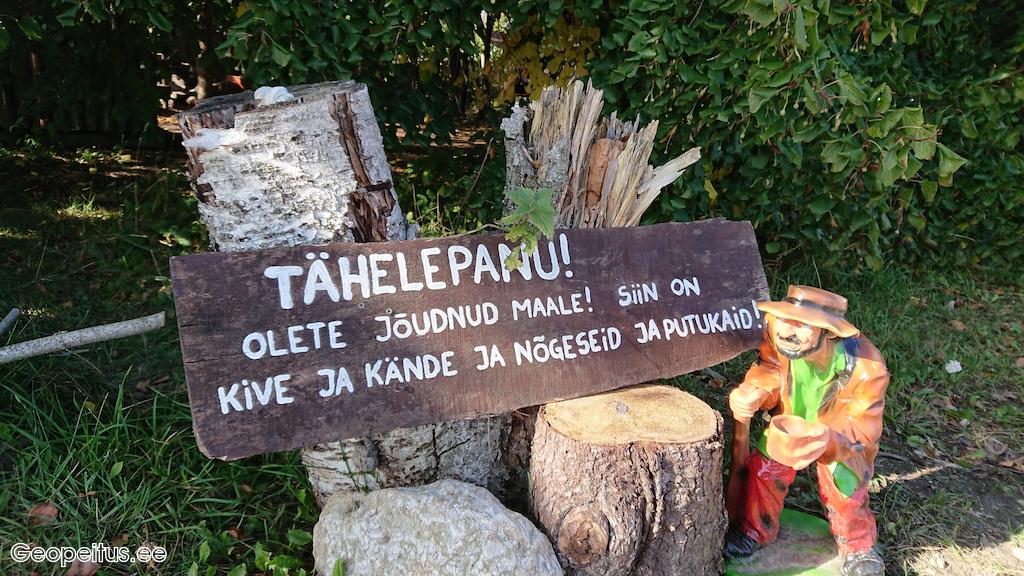 TÄHELEPANU!
OLETE JÕUDNUD MAALE! SIIN ON
KIVE JA KÄNDE JA NÕGESEID JA PUTUKAID!
Geopeitus.ee